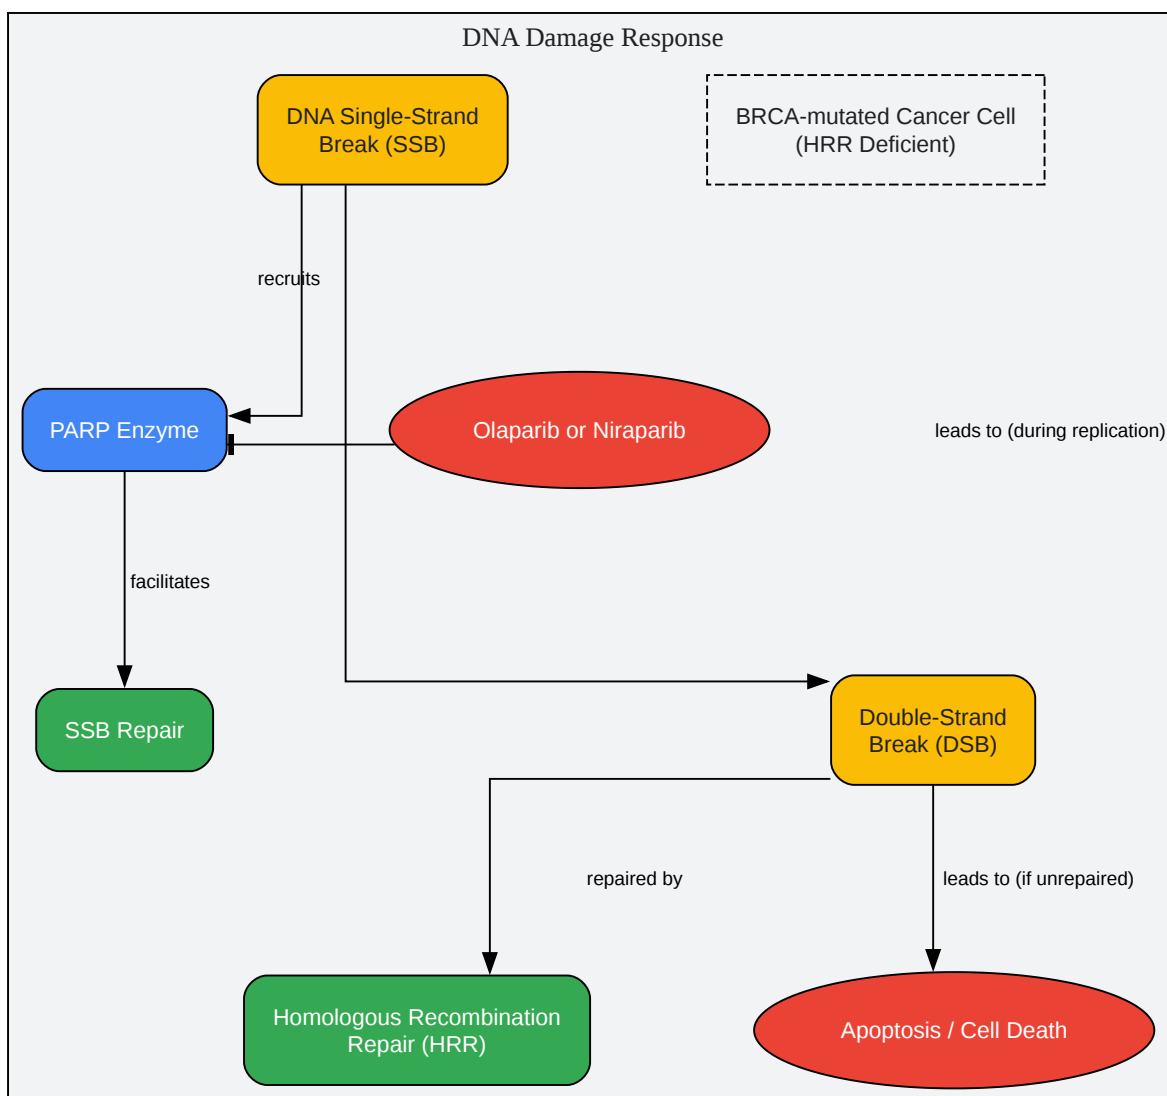 DNA Damage Response
DNA Single-Strand
Break (SSB)
BRCA-mutated Cancer Cell
(HRR Deficient)
recruits
PARP Enzyme
Olaparib or Niraparib
leads to (during replication)
facilitates
SSB Repair
Double-Strand
Break (DSB)
repaired by
leads to (if unrepaired)
Homologous Recombination
Repair (HRR)
Apoptosis / Cell Death